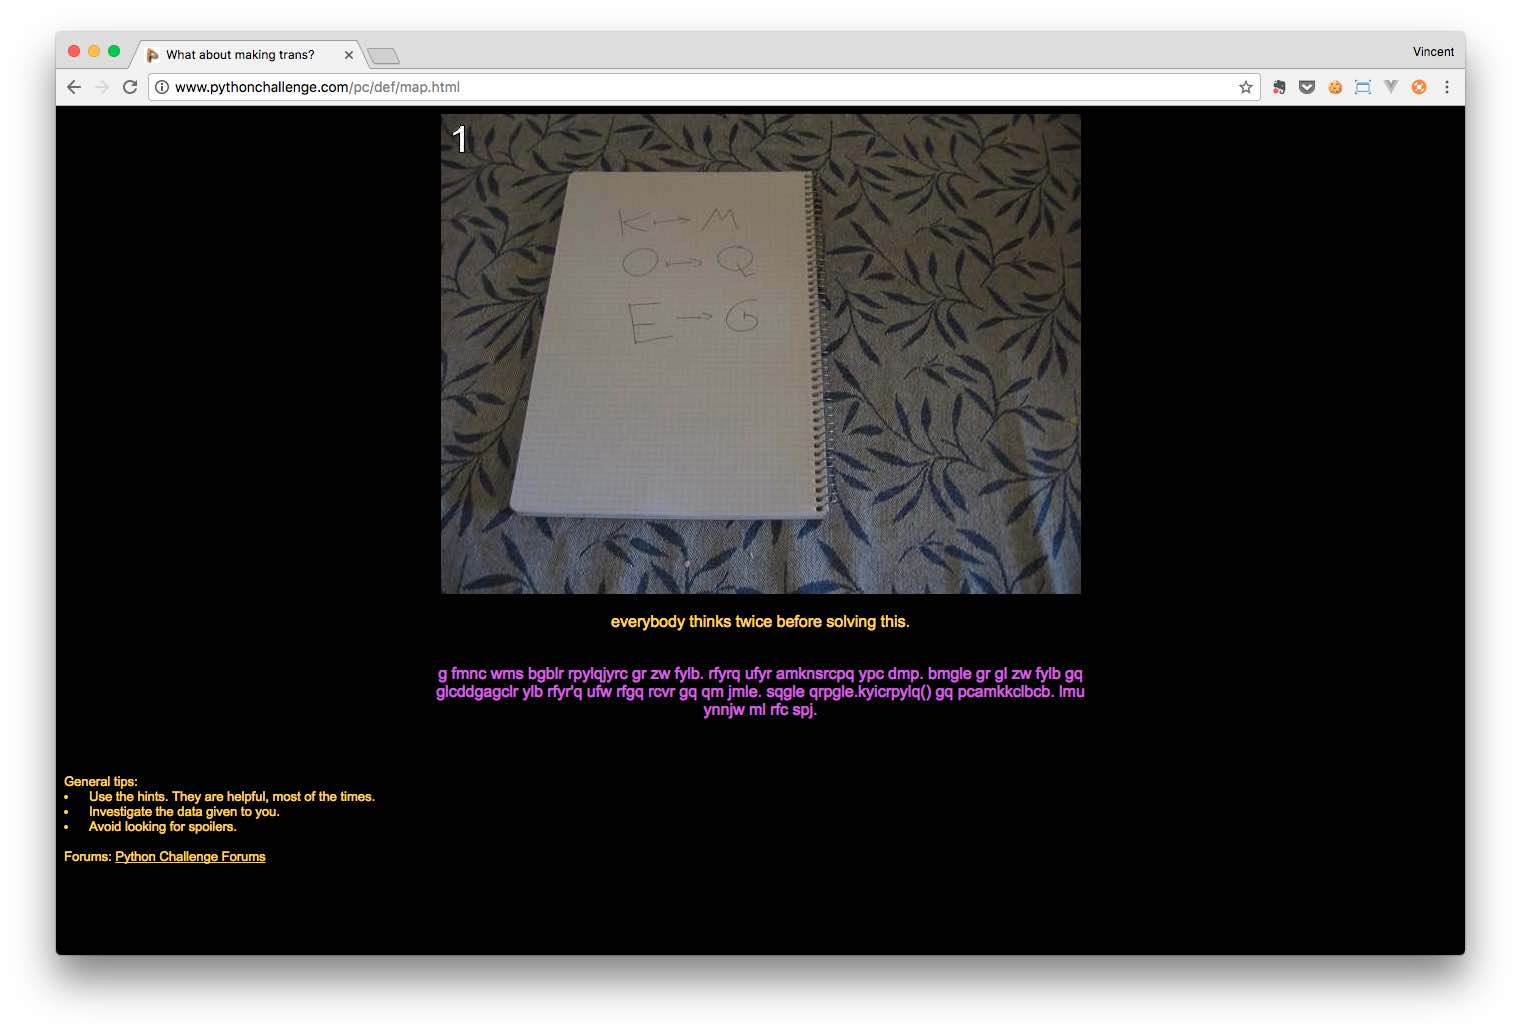 What about making trans?
Vincent
www.pythonchallenge.com/pc/def/map.html
1
K → M
O → Q
E → G
everybody thinks twice before solving this.
g fmnc wms bgblr rpylqjyrc gr zw fylb. rfyrq ufyr amknsrcpq ypc dmp. bmgle gr gl zw fylb gq
glcddgagclr ylb rfyr'q ufw rfgq rcvr gq qm jmle. sqgle qrpgle.kyicrpylq() gq pcamkkclbcb. lmu
ynnjw ml rfc spj.
General tips:
• Use the hints. They are helpful, most of the times.
• Investigate the data given to you.
• Avoid looking for spoilers.
Forums: Python Challenge Forums